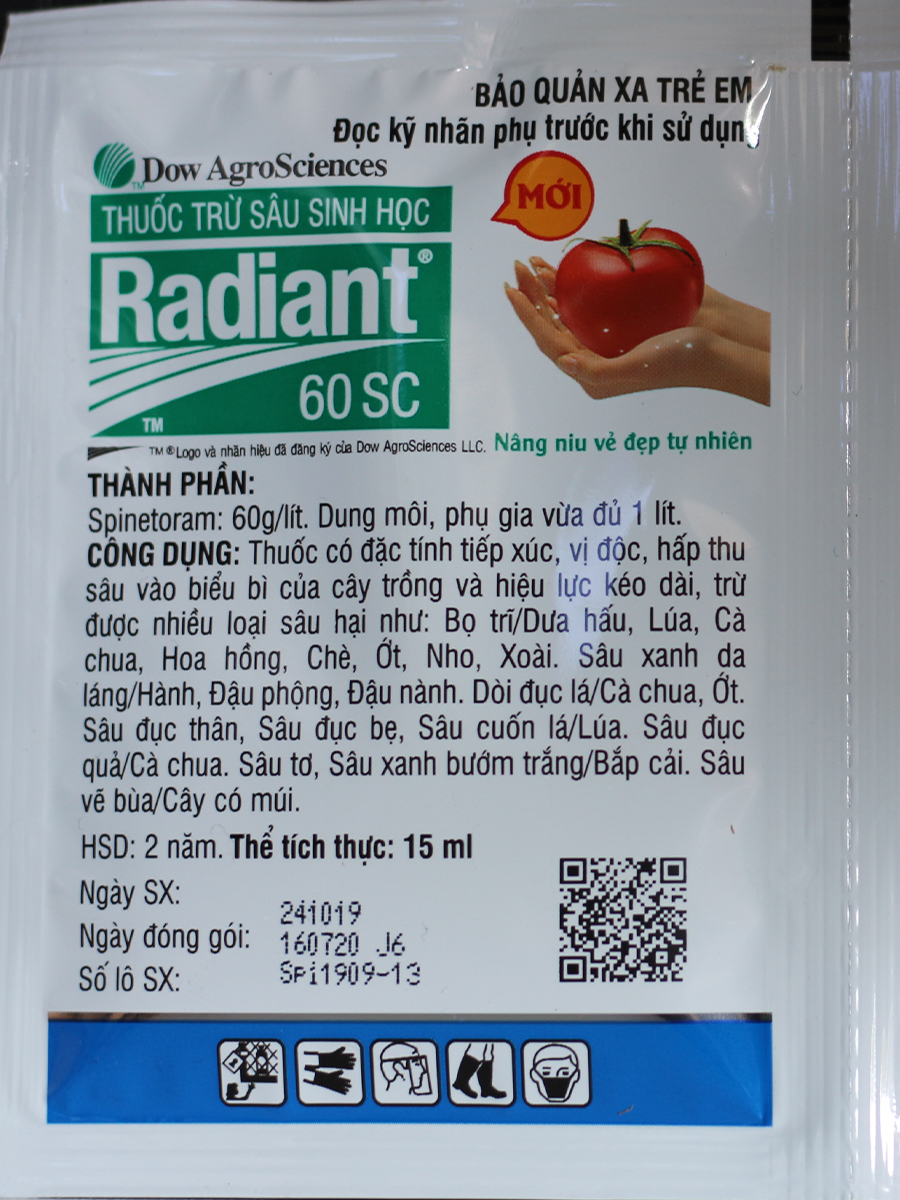 BẢO QUẢN XA TRẺ EM
Đọc kỹ nhãn phụ trước khi sử dụng
Dow AgroSciences
TM
THUỐC TRỪ SÂU SINH HỌC
MỚI
Radiant®
60 SC
TM
TM ® Logo và nhãn hiệu đã đăng ký của Dow AgroSciences LLC. Nâng niu vẻ đẹp tự nhiên
THÀNH PHẦN:
Spinetoram: 60g/lít. Dung môi, phụ gia vừa đủ 1 lít.
CÔNG DỤNG: Thuốc có đặc tính tiếp xúc, vị độc, hấp thu
sâu vào biểu bì của cây trồng và hiệu lực kéo dài, trừ
được nhiều loại sâu hại như: Bọ trĩ/Dưa hấu, Lúa, Cà
chua, Hoa hồng, Chè, Ớt, Nho, Xoài. Sâu xanh da
láng/Hành, Đậu phộng, Đậu nành. Dòi đục lá/Cà chua, Ớt.
Sâu đục thân, Sâu đục bẹ, Sâu cuốn lá/Lúa. Sâu đục
quả/Cà chua. Sâu tơ, Sâu xanh bướm trắng/Bắp cải. Sâu
vẽ bùa/Cây có múi.
HSD: 2 năm. Thể tích thực: 15 ml
Ngày SX: 241019
Ngày đóng gói: 160720 J6
Số lô SX: Spi1909-13